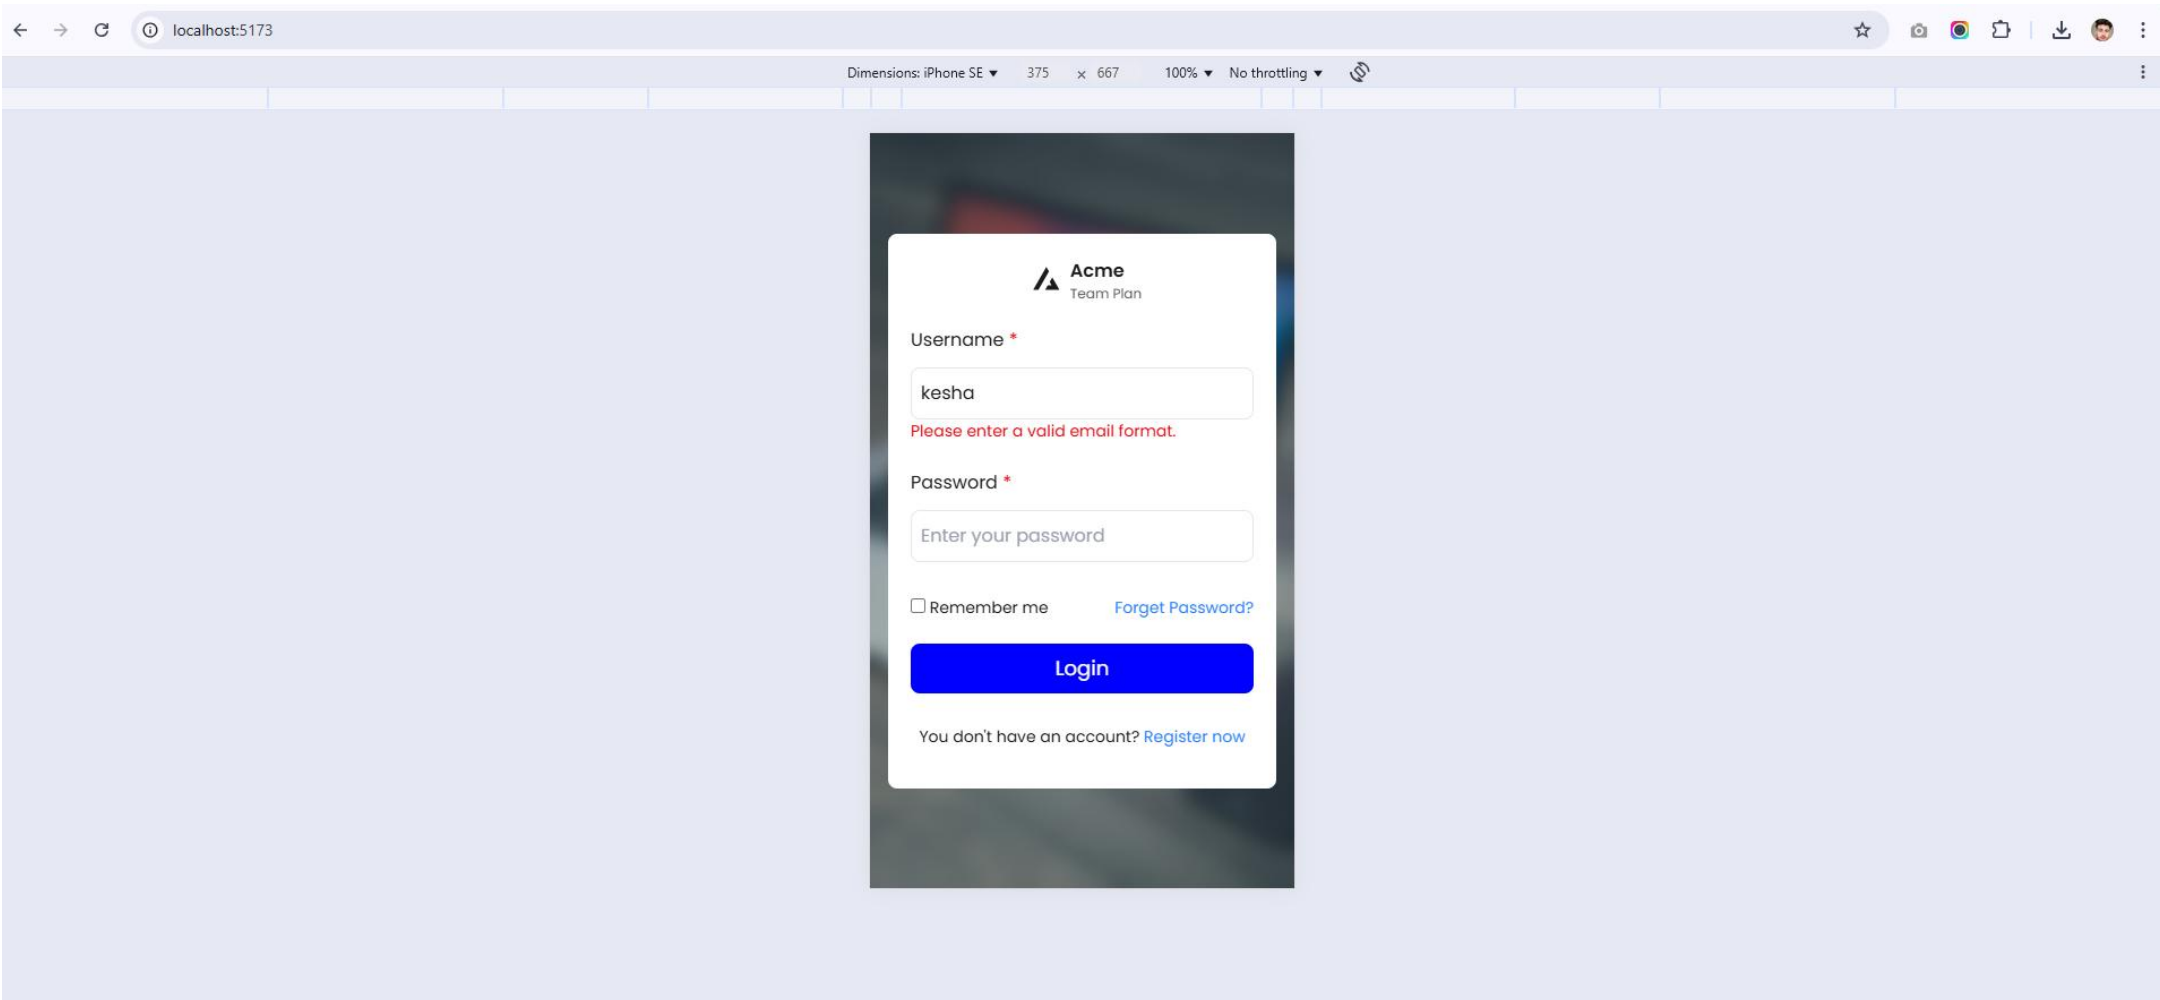 localhost:5173
Dimensions: iPhone SE ▼ 375 × 667 100% ▼ No throttling ▼
Acme
Team Plan
Username *
kesha
Please enter a valid email format.
Password *
Enter your password
Remember me Forget Password?
Login
You don't have an account? Register now